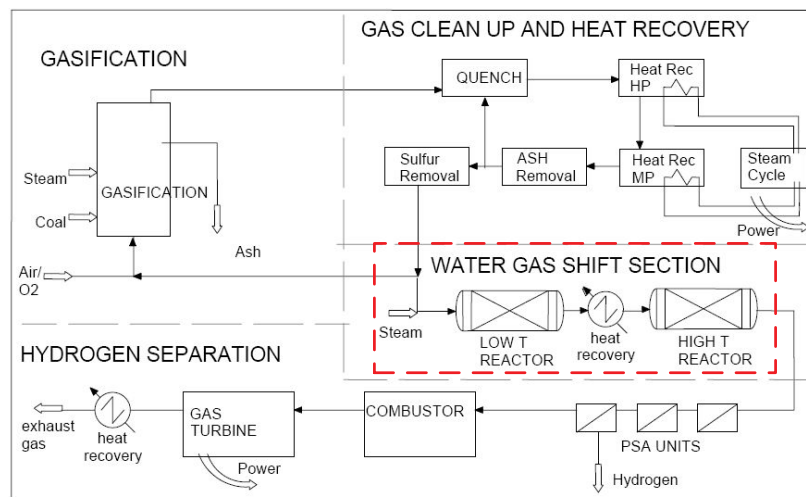 GAS CLEAN UP AND HEAT RECOVERY
GASIFICATION
QUENCH
Heat Rec
HP
Steam
Coal
GASIFICATION
Sulfur
Removal
ASH
Removal
Heat Rec
MP
Steam
Cycle
Power
Ash
Air/
O2
WATER GAS SHIFT SECTION
Steam
LOW T
REACTOR
heat
recovery
HIGH T
REACTOR
HYDROGEN SEPARATION
exhaust
gas
heat
recovery
GAS
TURBINE
Power
COMBUSTOR
PSA UNITS
Hydrogen